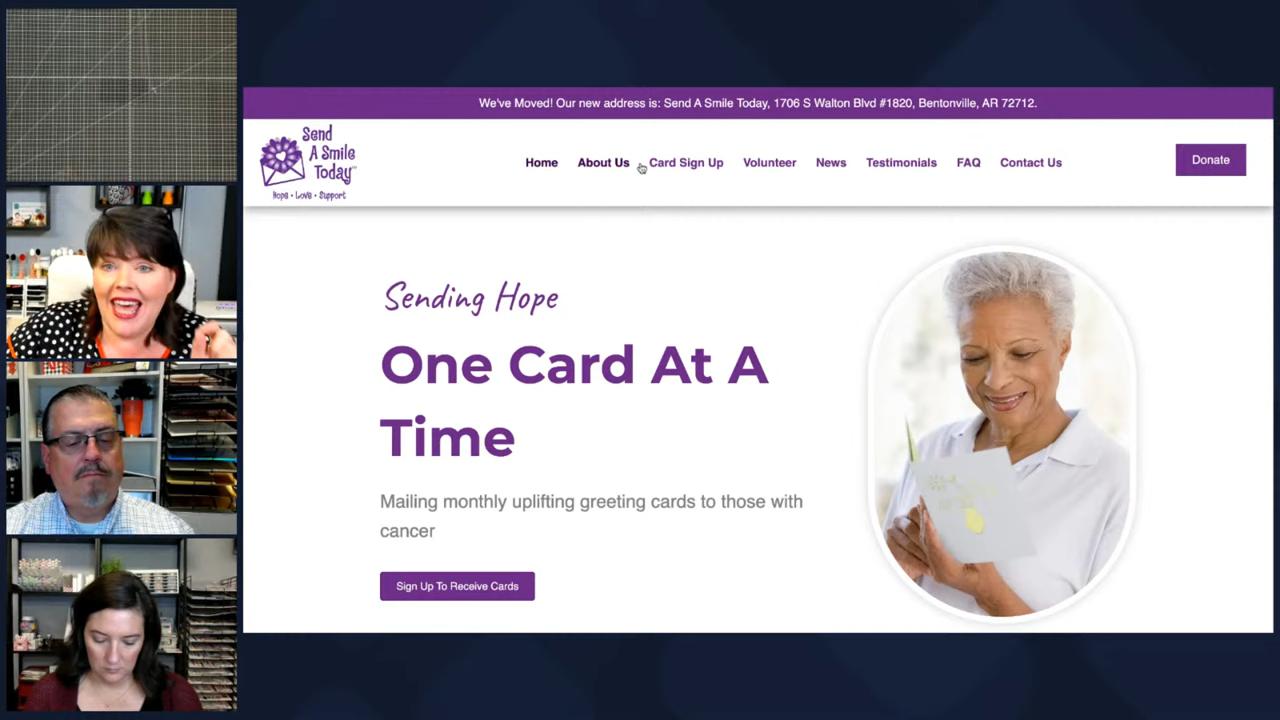 We've Moved! Our new address is: Send A Smile Today, 1706 S Walton Blvd #1820, Bentonville, AR 72712.
Send
A Smile
Today
Hope • Love • Support
Home About Us Card Sign Up Volunteer News Testimonials FAQ Contact Us Donate
Sending Hope
One Card At A
Time
Mailing monthly uplifting greeting cards to those with
cancer
Sign Up To Receive Cards